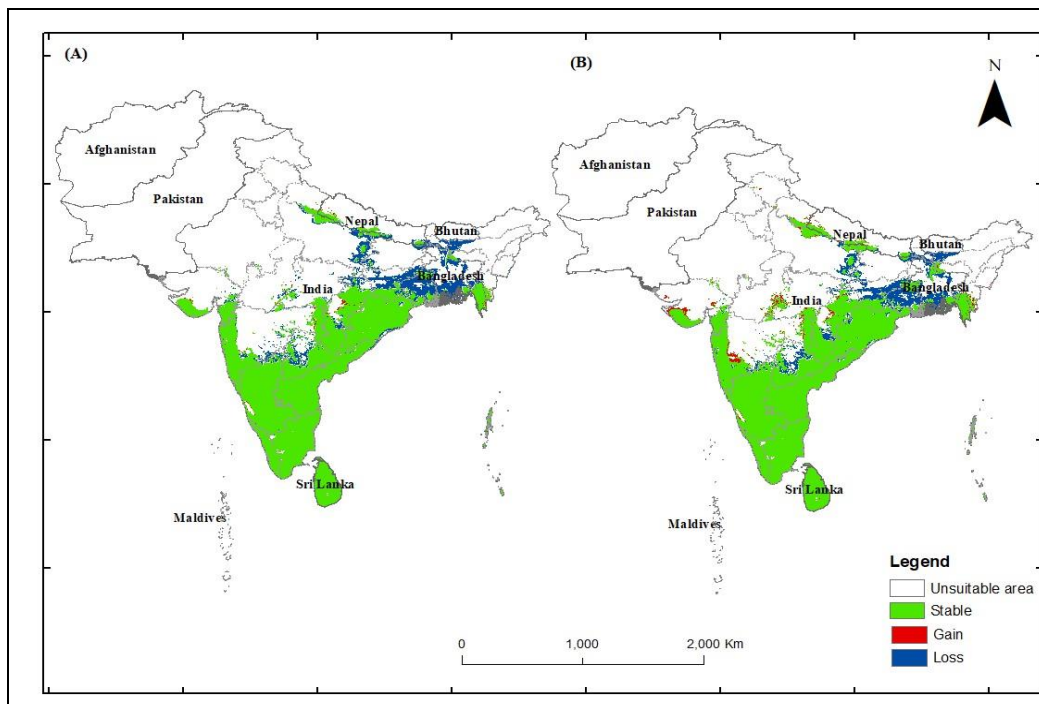 (A)
(B)
N
Afghanistan
Afghanistan
Pakistan
Pakistan
Nepal
Nepal
Bhutan
Bhutan
Bangladesh
Bangladesh
India
India
Sri Lanka
Sri Lanka
Maldives
Maldives
Legend
Unsuitable area
Stable
Gain
Loss
0 1,000 2,000 Km